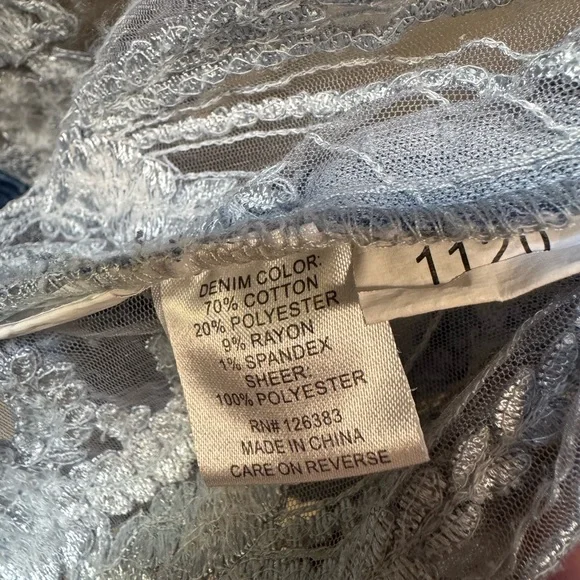 DENIM COLOR:
70% COTTON
20% POLYESTER
9% RAYON
1% SPANDEX
SHEER:
100% POLYESTER
RN# 126383
MADE IN CHINA
CARE ON REVERSE
1120